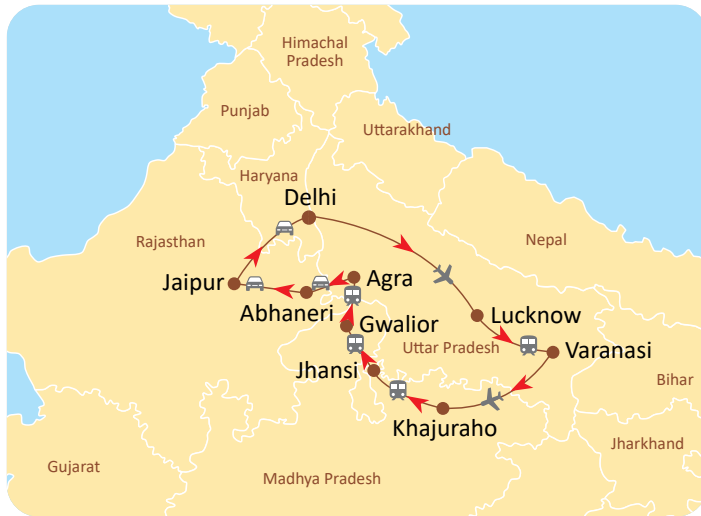 Himachal
Pradesh
Punjab
Uttarakhand
Haryana
Delhi
Rajasthan
Nepal
Jaipur
Agra
Abhaneri
Gwalior
Lucknow
Uttar Pradesh
Varanasi
Jhansi
Bihar
Khajuraho
Jharkhand
Gujarat
Madhya Pradesh